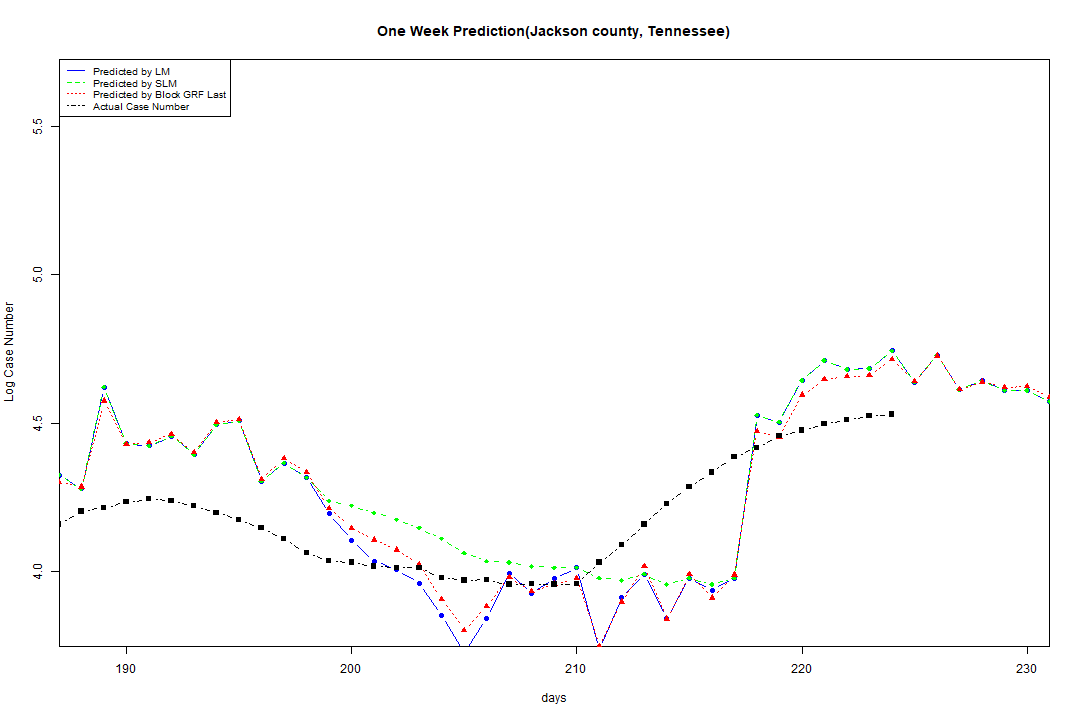 One Week Prediction(Jackson county, Tennessee)
Predicted by LM
Predicted by SLM
Predicted by Block GRF Last
Actual Case Number
Log Case Number
5.5
5.0
4.5
4.0
190 200 210 220 230
days